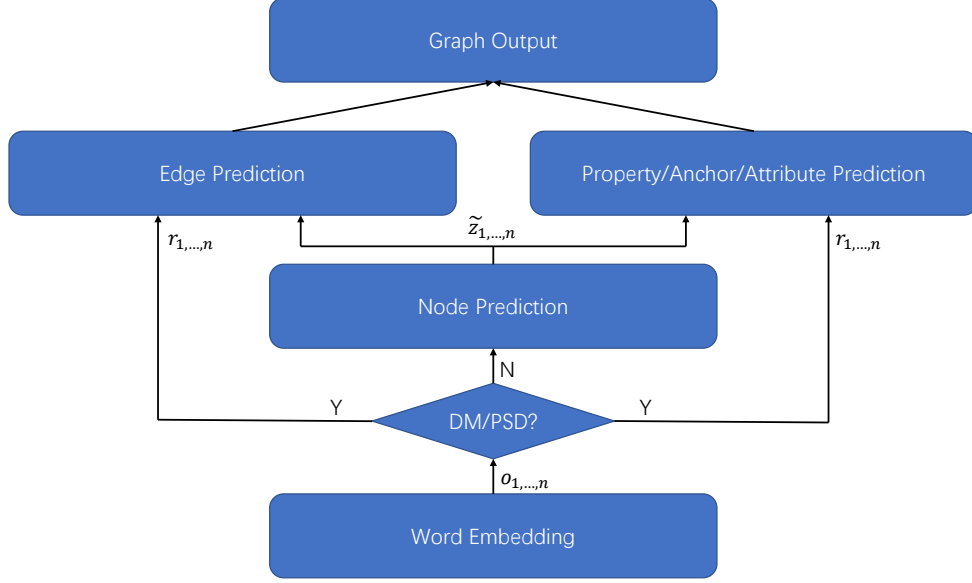 Graph Output
Edge Prediction
Property/Anchor/Attribute Prediction
r₁,…,ₙ
z̃₁,…,ₙ
r₁,…,ₙ
Node Prediction
N
Y
DM/PSD?
Y
o₁,…,ₙ
Word Embedding